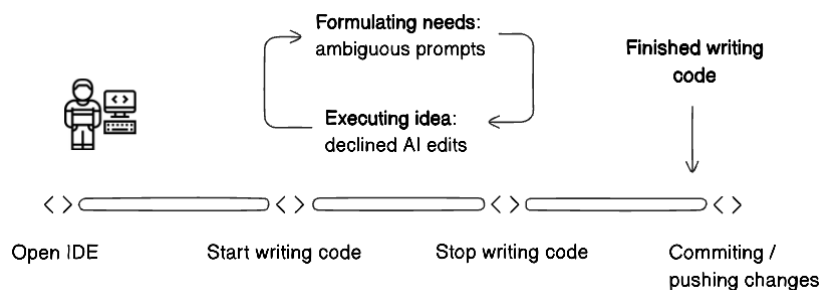 Formulating needs:
ambiguous prompts
Finished writing
code
Executing idea:
declined AI edits
Open IDE
Start writing code
Stop writing code
Commiting /
pushing changes